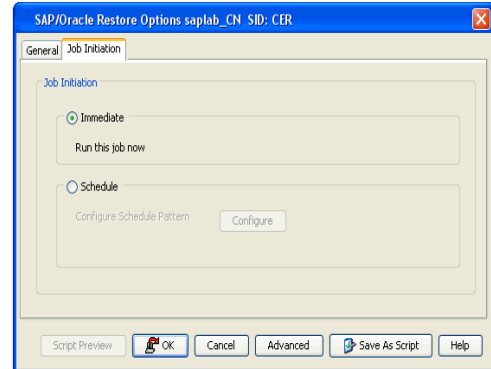 SAP/Oracle Restore Options saplab_CN SID: CER
General Job Initiation
Job Initiation
Immediate
Run this job now
Schedule
Configure Schedule Pattern Configure
Script Preview OK Cancel Advanced Save As Script Help